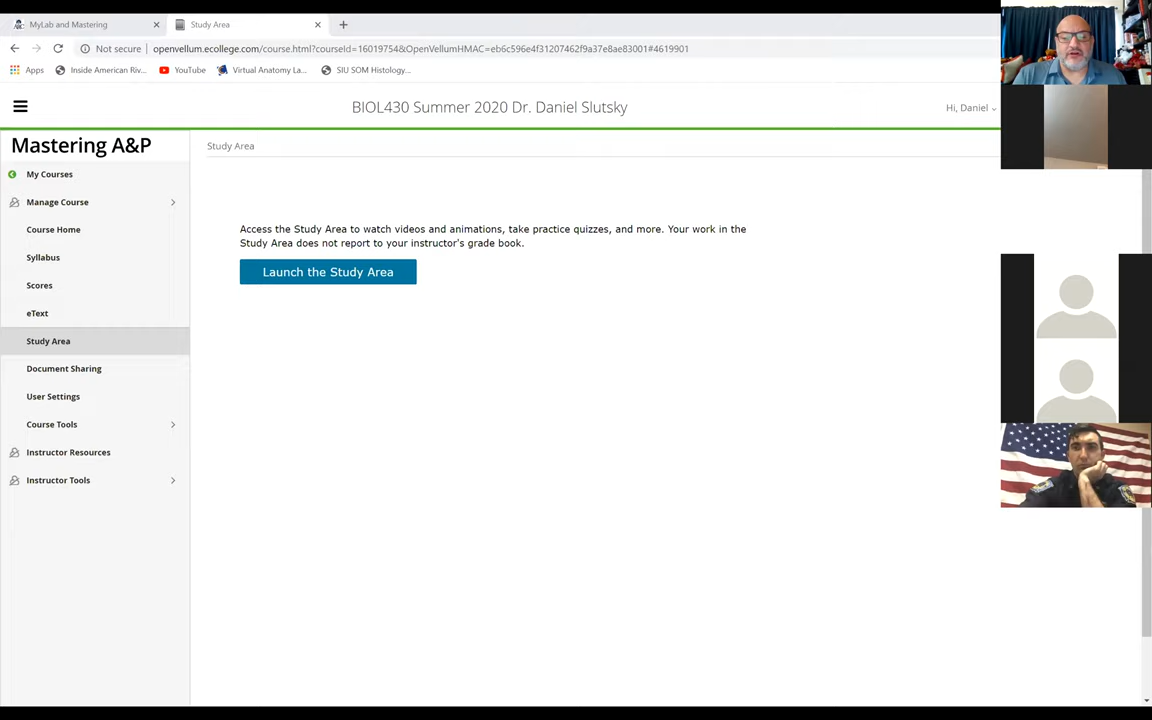 MyLab and Mastering
Study Area
Not secure
openvellum.ecollege.com/course.html?courseId=16019754&OpenVellumHMAC=eb6c596e4f31207462f9a37e8ae83001#4619901
Apps
Inside American Riv...
YouTube
Virtual Anatomy La...
SIU SOM Histology...
BIOL430 Summer 2020 Dr. Daniel Slutsky
Hi, Daniel
Mastering A&P
Study Area
My Courses
Manage Course
Course Home
Access the Study Area to watch videos and animations, take practice quizzes, and more. Your work in the
Study Area does not report to your instructor's grade book.
Syllabus
Launch the Study Area
Scores
eText
Study Area
Document Sharing
User Settings
Course Tools
Instructor Resources
Instructor Tools